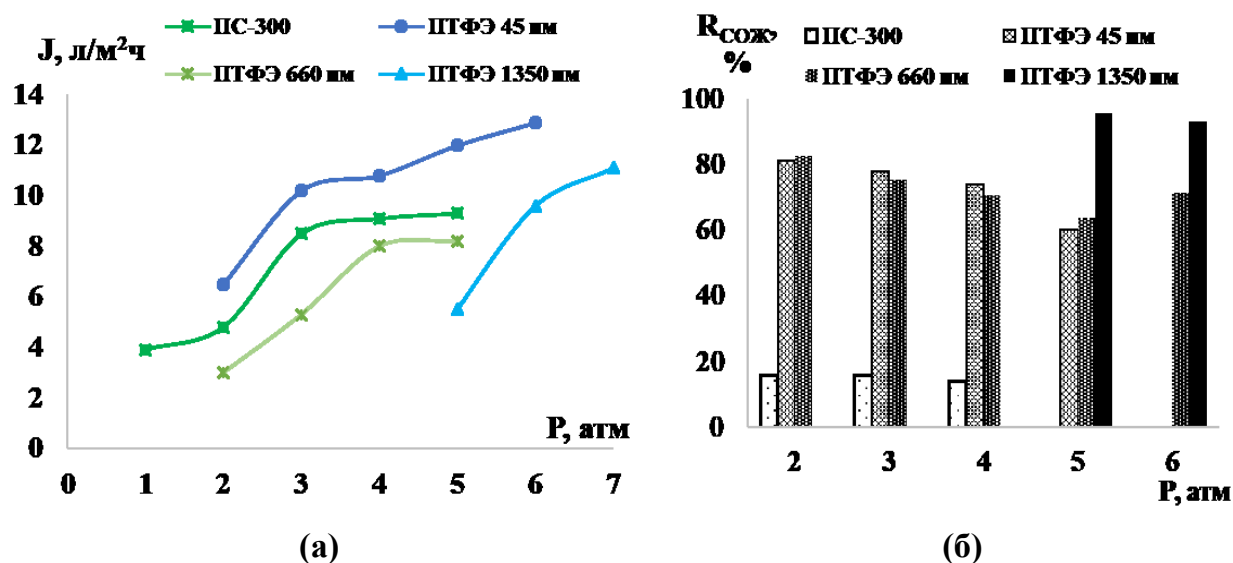 J, л/м²ч
ПС-300
ПТФЭ 45 нм
ПТФЭ 660 нм
ПТФЭ 1350 нм
14
12
10
8
6
4
2
0
P, атм
0 1 2 3 4 5 6 7
(а)
R_СОЖ, %
ПС-300
ПТФЭ 45 нм
ПТФЭ 660 нм
ПТФЭ 1350 нм
100
80
60
40
20
0
2 3 4 5 6
P, атм
(б)